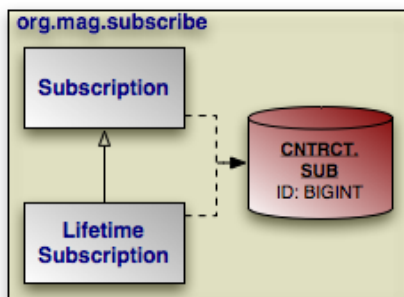 org.mag.subscribe
Subscription
CNTRCT.
SUB
ID: BIGINT
Lifetime
Subscription